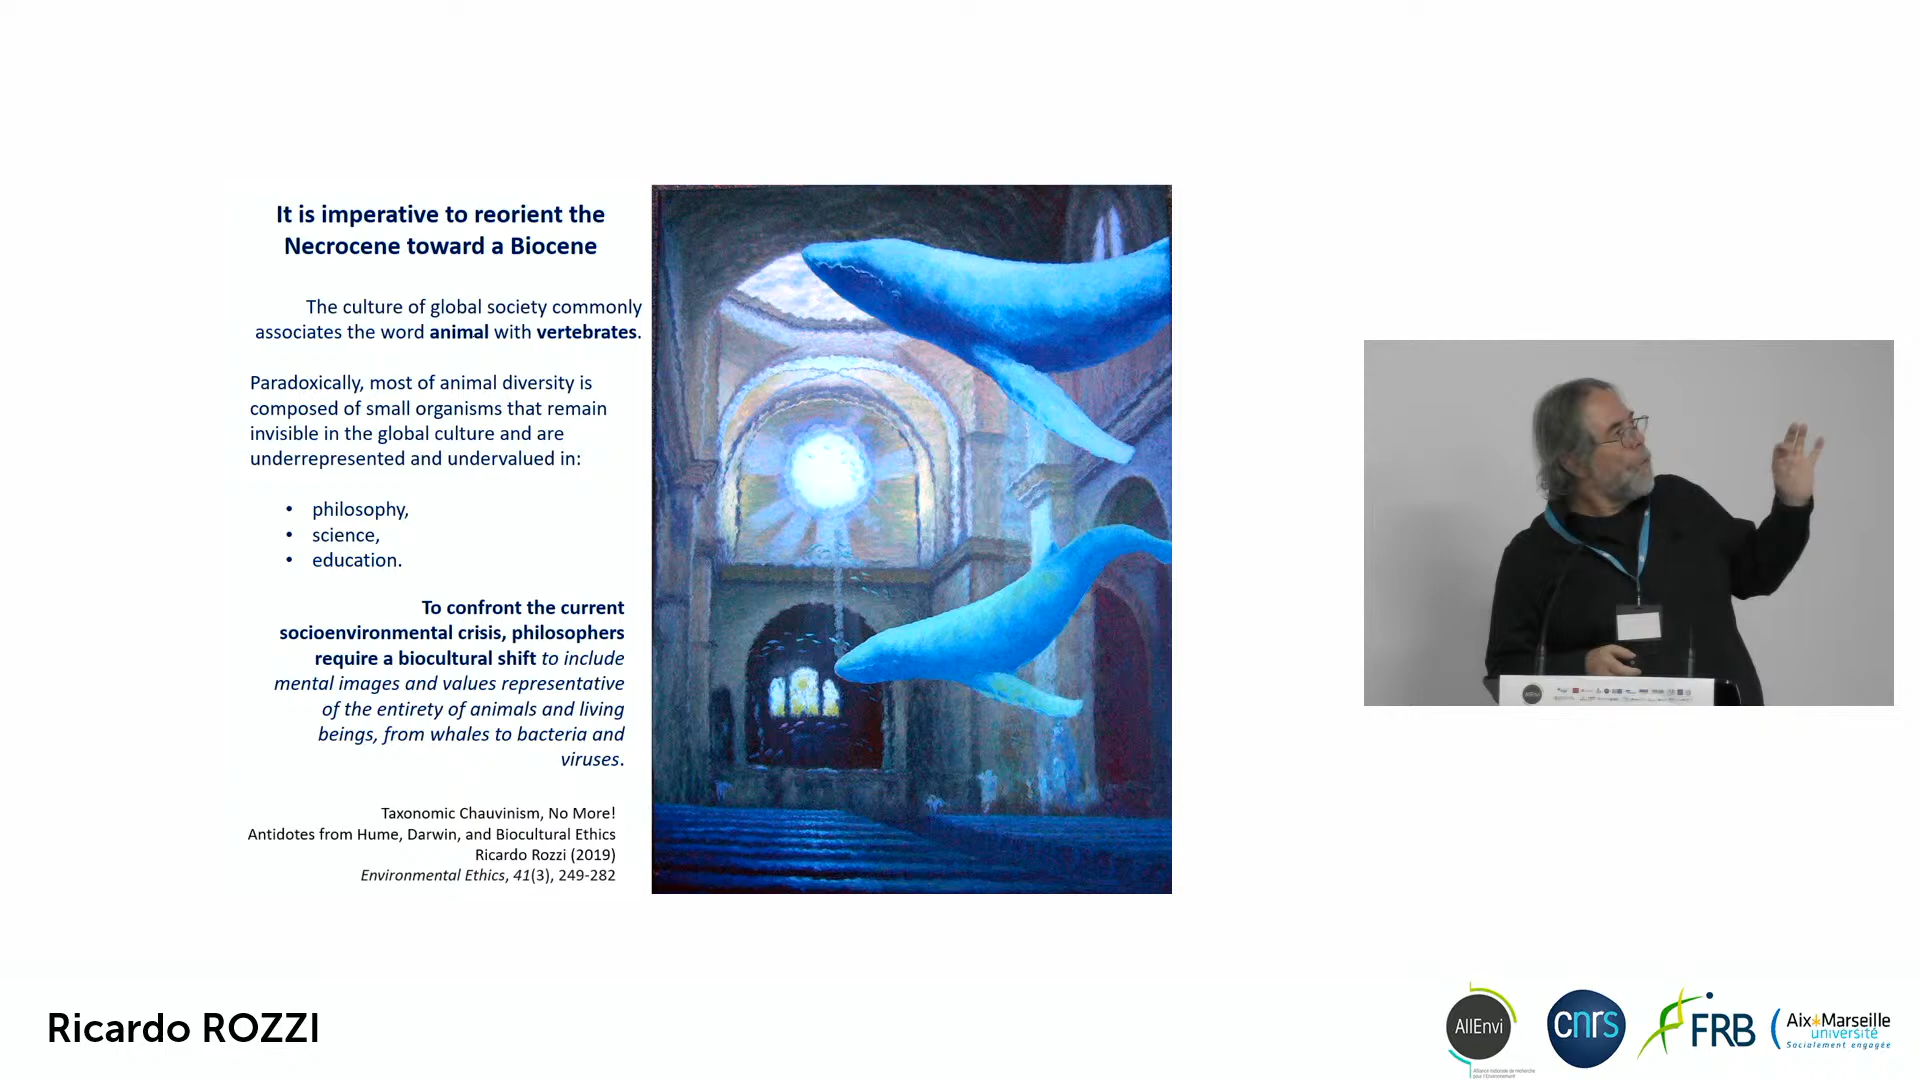 It is imperative to reorient the
Necrocene toward a Biocene
The culture of global society commonly
associates the word animal with vertebrates.
Paradoxically, most of animal diversity is
composed of small organisms that remain
invisible in the global culture and are
underrepresented and undervalued in:
• philosophy,
• science,
• education.
To confront the current
socioenvironmental crisis, philosophers
require a biocultural shift to include
mental images and values representative
of the entirety of animals and living
beings, from whales to bacteria and
viruses.
Taxonomic Chauvinism, No More!
Antidotes from Hume, Darwin, and Biocultural Ethics
Ricardo Rozzi (2019)
Environmental Ethics, 41(3), 249-282
Ricardo ROZZI
AllEnvi
Alliance nationale de recherche
pour l'Environnement
cnrs
FRB
Aix*Marseille
université
Socialement engagée
AllEnvi